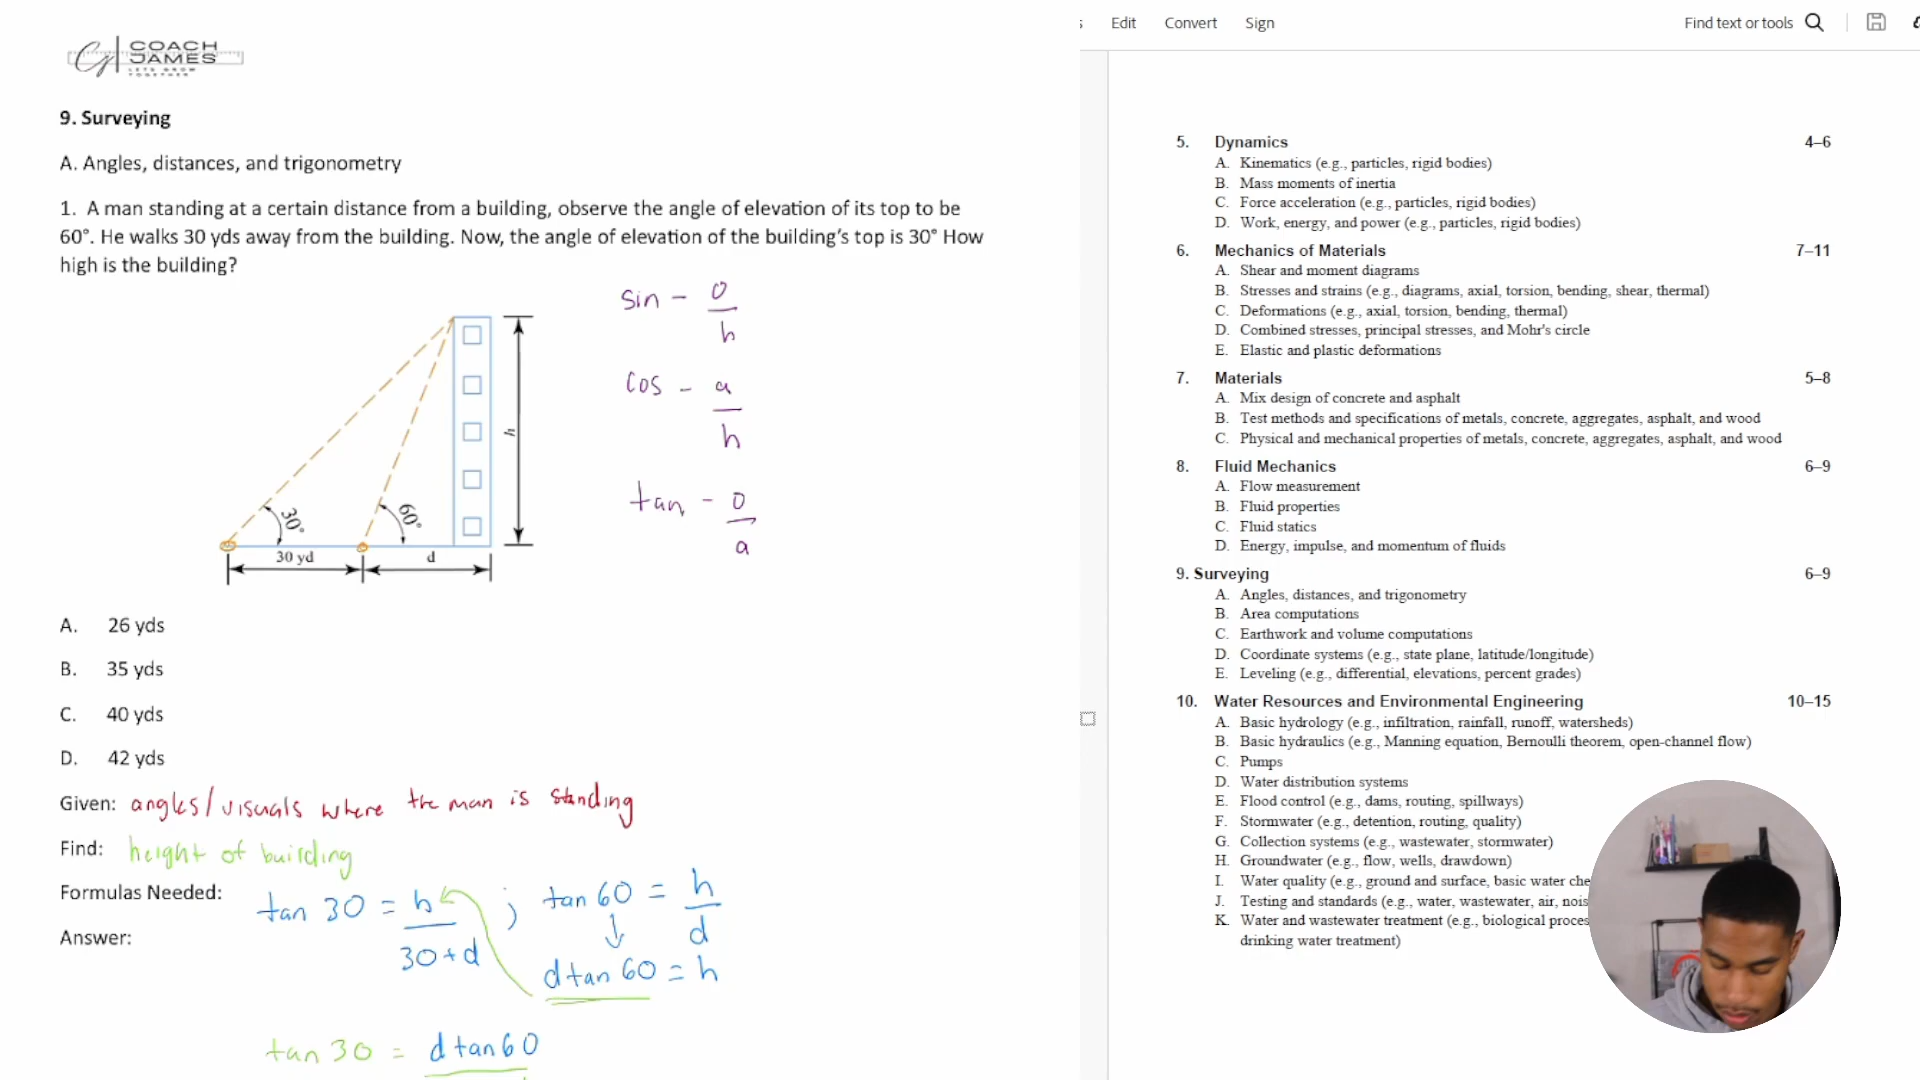 COACH
JAMES
LETS GROW
TOGETHER
9. Surveying
A. Angles, distances, and trigonometry
1. A man standing at a certain distance from a building, observe the angle of elevation of its top to be
60°. He walks 30 yds away from the building. Now, the angle of elevation of the building's top is 30° How
high is the building?
sin - o
h
cos - a
h
tan - o
a
30°
60°
h
30 yd
d
A. 26 yds
B. 35 yds
C. 40 yds
D. 42 yds
Given: angles/visuals where the man is standing
Find: height of building
Formulas Needed: tan 30 = h ; tan 60 = h
30+d d
Answer:
dtan 60 = h
tan 30 = dtan60
Edit Convert Sign Find text or tools
5. Dynamics 4–6
A. Kinematics (e.g., particles, rigid bodies)
B. Mass moments of inertia
C. Force acceleration (e.g., particles, rigid bodies)
D. Work, energy, and power (e.g., particles, rigid bodies)
6. Mechanics of Materials 7–11
A. Shear and moment diagrams
B. Stresses and strains (e.g., diagrams, axial, torsion, bending, shear, thermal)
C. Deformations (e.g., axial, torsion, bending, thermal)
D. Combined stresses, principal stresses, and Mohr's circle
E. Elastic and plastic deformations
7. Materials 5–8
A. Mix design of concrete and asphalt
B. Test methods and specifications of metals, concrete, aggregates, asphalt, and wood
C. Physical and mechanical properties of metals, concrete, aggregates, asphalt, and wood
8. Fluid Mechanics 6–9
A. Flow measurement
B. Fluid properties
C. Fluid statics
D. Energy, impulse, and momentum of fluids
9. Surveying 6–9
A. Angles, distances, and trigonometry
B. Area computations
C. Earthwork and volume computations
D. Coordinate systems (e.g., state plane, latitude/longitude)
E. Leveling (e.g., differential, elevations, percent grades)
10. Water Resources and Environmental Engineering 10–15
A. Basic hydrology (e.g., infiltration, rainfall, runoff, watersheds)
B. Basic hydraulics (e.g., Manning equation, Bernoulli theorem, open-channel flow)
C. Pumps
D. Water distribution systems
E. Flood control (e.g., dams, routing, spillways)
F. Stormwater (e.g., detention, routing, quality)
G. Collection systems (e.g., wastewater, stormwater)
H. Groundwater (e.g., flow, wells, drawdown)
I. Water quality (e.g., ground and surface, basic water che
J. Testing and standards (e.g., water, wastewater, air, nois
K. Water and wastewater treatment (e.g., biological proces
drinking water treatment)